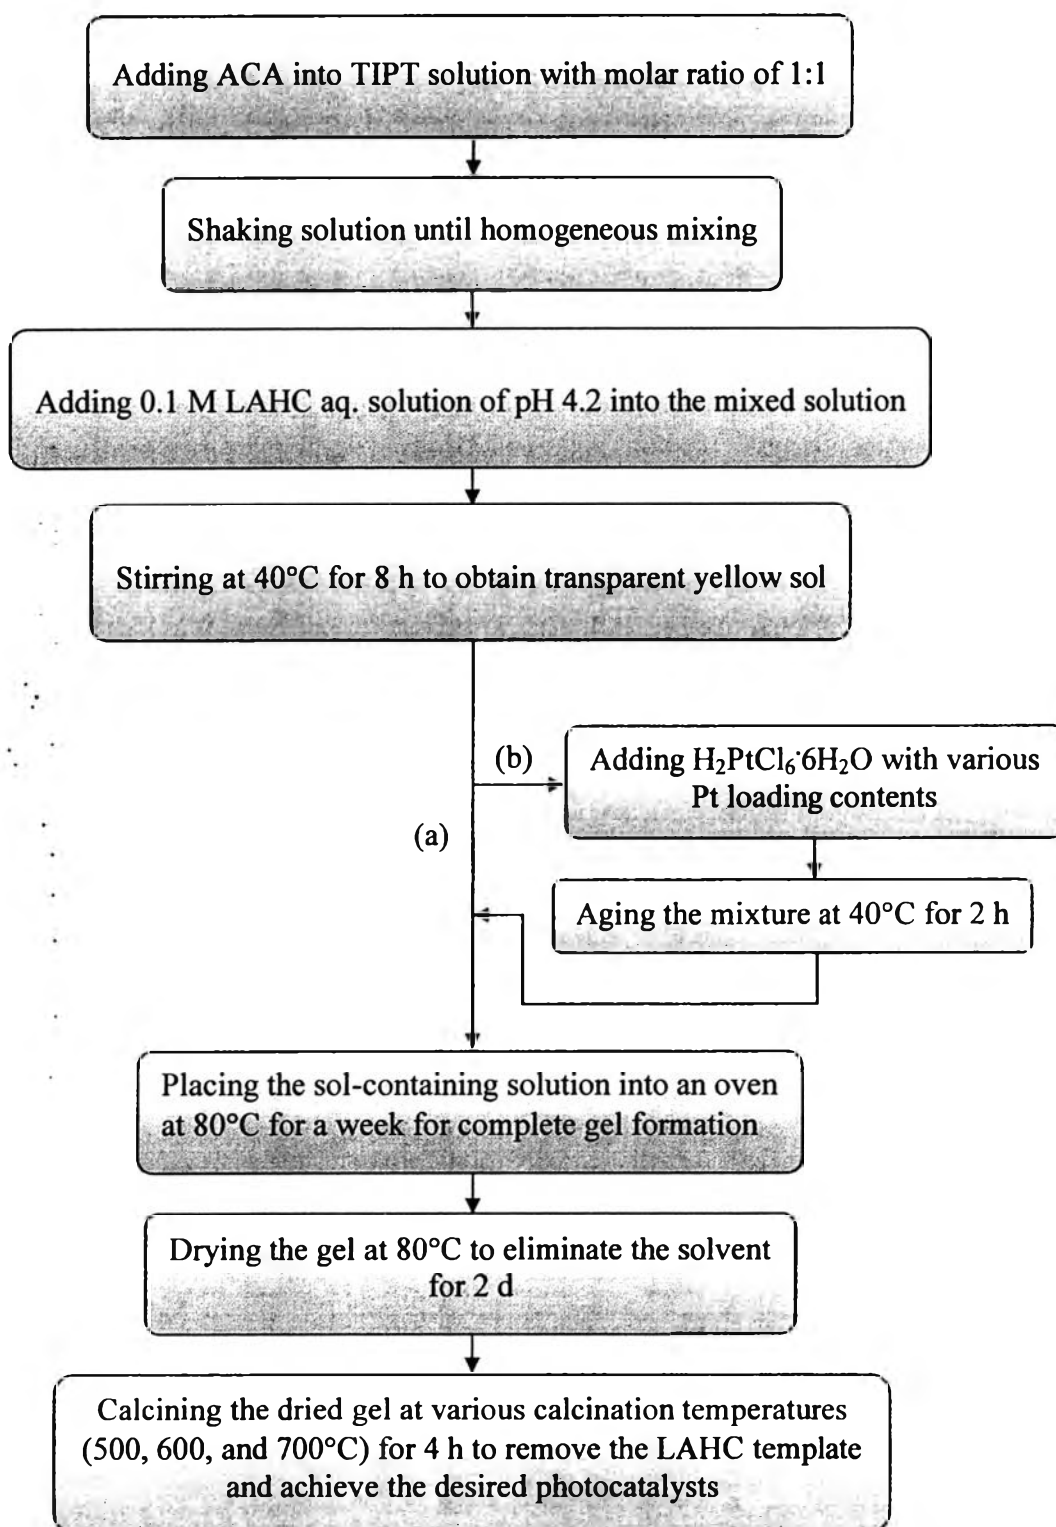 Adding ACA into TIPT solution with molar ratio of 1:1
Shaking solution until homogeneous mixing
Adding 0.1 M LAHC aq. solution of pH 4.2 into the mixed solution
Stirring at 40°C for 8 h to obtain transparent yellow sol
(b)
Adding H₂PtCl₆·6H₂O with various
Pt loading contents
(a)
Aging the mixture at 40°C for 2 h
Placing the sol-containing solution into an oven
at 80°C for a week for complete gel formation
Drying the gel at 80°C to eliminate the solvent
for 2 d
Calcining the dried gel at various calcination temperatures
(500, 600, and 700°C) for 4 h to remove the LAHC template
and achieve the desired photocatalysts